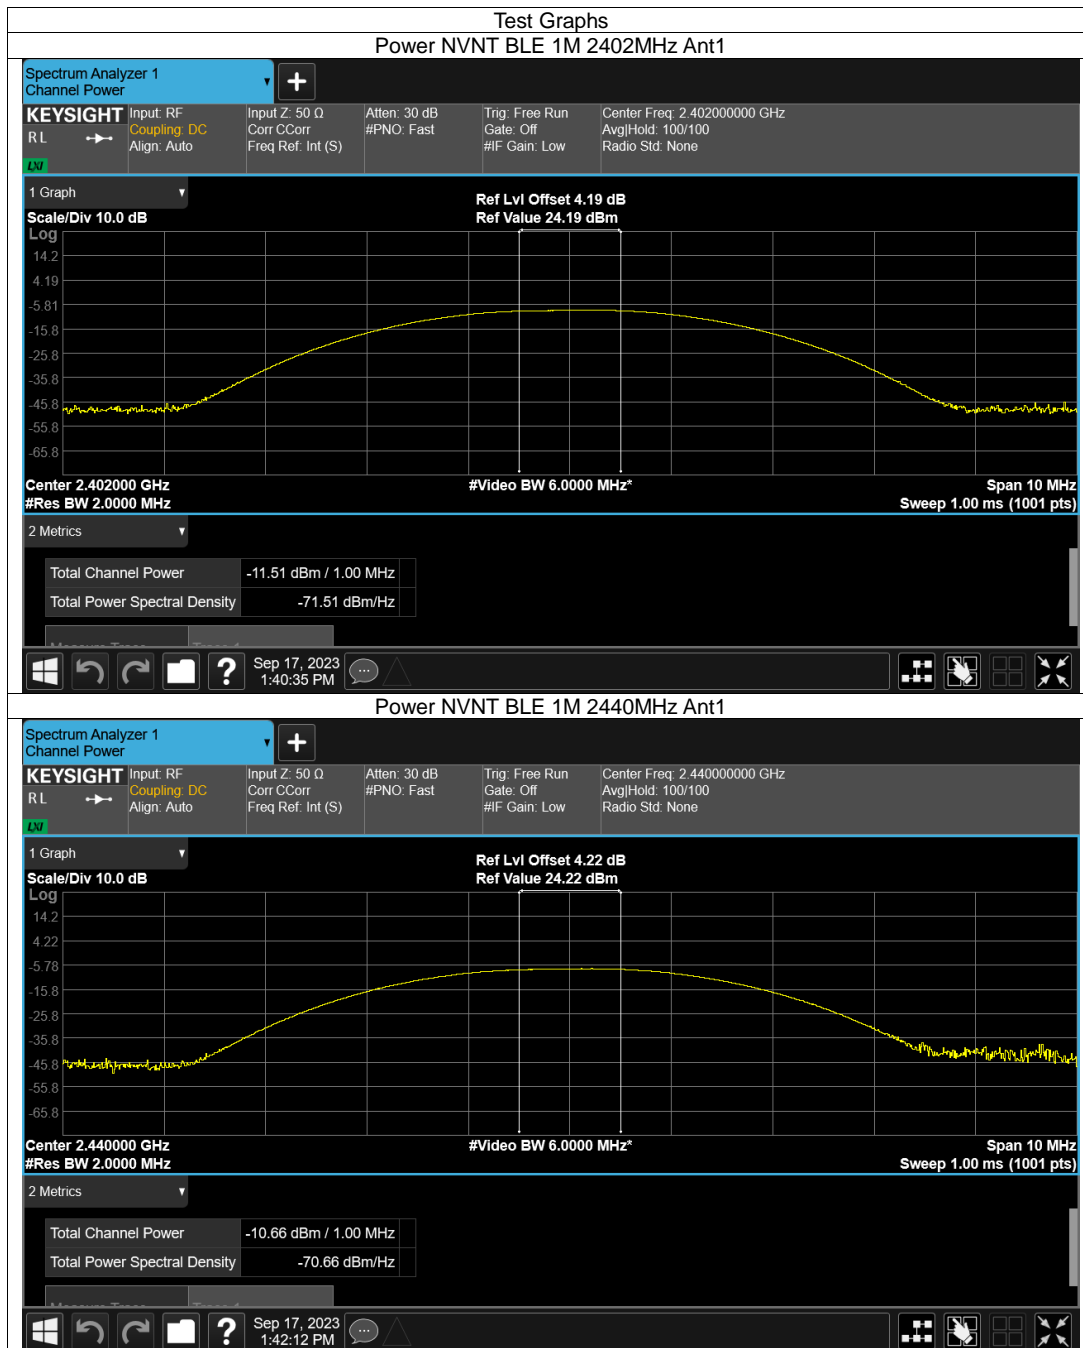 Test Graphs
Power NVNT BLE 1M 2402MHz Ant1
Spectrum Analyzer 1
Channel Power
KEYSIGHT Input: RF Input Z: 50 Ω Atten: 30 dB Trig: Free Run Center Freq: 2.402000000 GHz
RL Coupling: DC Corr CCorr #PNO: Fast Gate: Off Avg|Hold: 100/100
Align: Auto Freq Ref: Int (S) #IF Gain: Low Radio Std: None
LXI
1 Graph
Ref Lvl Offset 4.19 dB
Scale/Div 10.0 dB Ref Value 24.19 dBm
Log
14.2
4.19
-5.81
-15.8
-25.8
-35.8
-45.8
-55.8
-65.8
Center 2.402000 GHz #Video BW 6.0000 MHz* Span 10 MHz
#Res BW 2.0000 MHz Sweep 1.00 ms (1001 pts)
2 Metrics
Total Channel Power -11.51 dBm / 1.00 MHz
Total Power Spectral Density -71.51 dBm/Hz
Sep 17, 2023
1:40:35 PM
Power NVNT BLE 1M 2440MHz Ant1
Spectrum Analyzer 1
Channel Power
KEYSIGHT Input: RF Input Z: 50 Ω Atten: 30 dB Trig: Free Run Center Freq: 2.440000000 GHz
RL Coupling: DC Corr CCorr #PNO: Fast Gate: Off Avg|Hold: 100/100
Align: Auto Freq Ref: Int (S) #IF Gain: Low Radio Std: None
LXI
1 Graph
Ref Lvl Offset 4.22 dB
Scale/Div 10.0 dB Ref Value 24.22 dBm
Log
14.2
4.22
-5.78
-15.8
-25.8
-35.8
-45.8
-55.8
-65.8
Center 2.440000 GHz #Video BW 6.0000 MHz* Span 10 MHz
#Res BW 2.0000 MHz Sweep 1.00 ms (1001 pts)
2 Metrics
Total Channel Power -10.66 dBm / 1.00 MHz
Total Power Spectral Density -70.66 dBm/Hz
Sep 17, 2023
1:42:12 PM